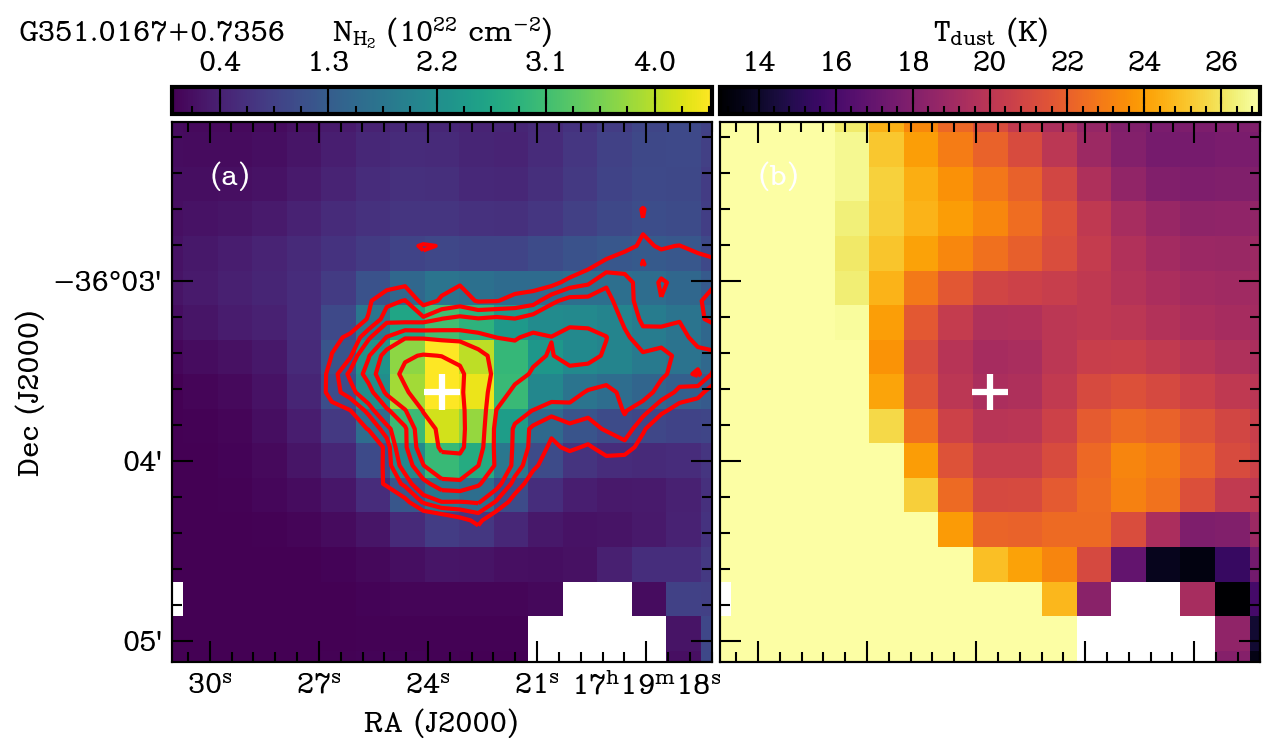 G351.0167+0.7356 N_H₂ (10²² cm⁻²) T_dust (K)
0.4 1.3 2.2 3.1 4.0 14 16 18 20 22 24 26
(a) (b)
−36°03'
04'
05'
Dec (J2000)
30ˢ 27ˢ 24ˢ 21ˢ 17ʰ19ᵐ18ˢ
RA (J2000)